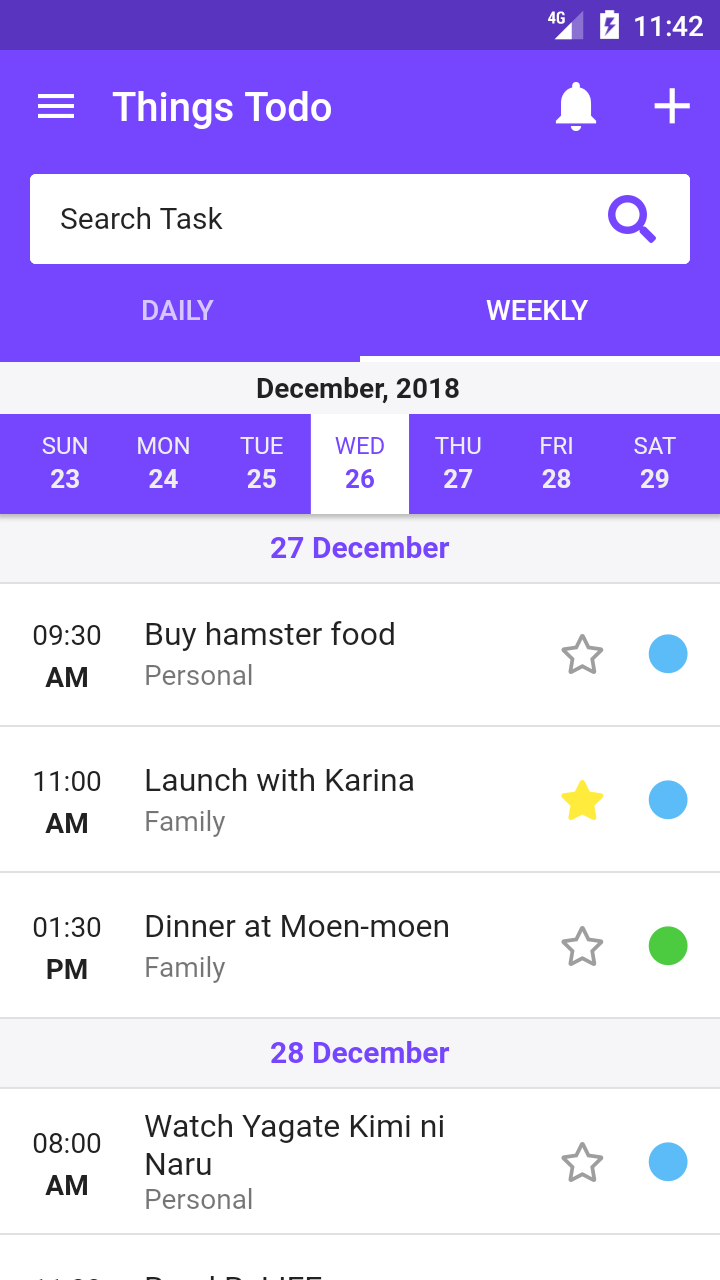 4G 11:42
Things Todo
Search Task
DAILY WEEKLY
December, 2018
SUN MON TUE WED THU FRI SAT
23 24 25 26 27 28 29
27 December
09:30 Buy hamster food
AM Personal
11:00 Launch with Karina
AM Family
01:30 Dinner at Moen-moen
PM Family
28 December
08:00 Watch Yagate Kimi ni
AM Naru
Personal